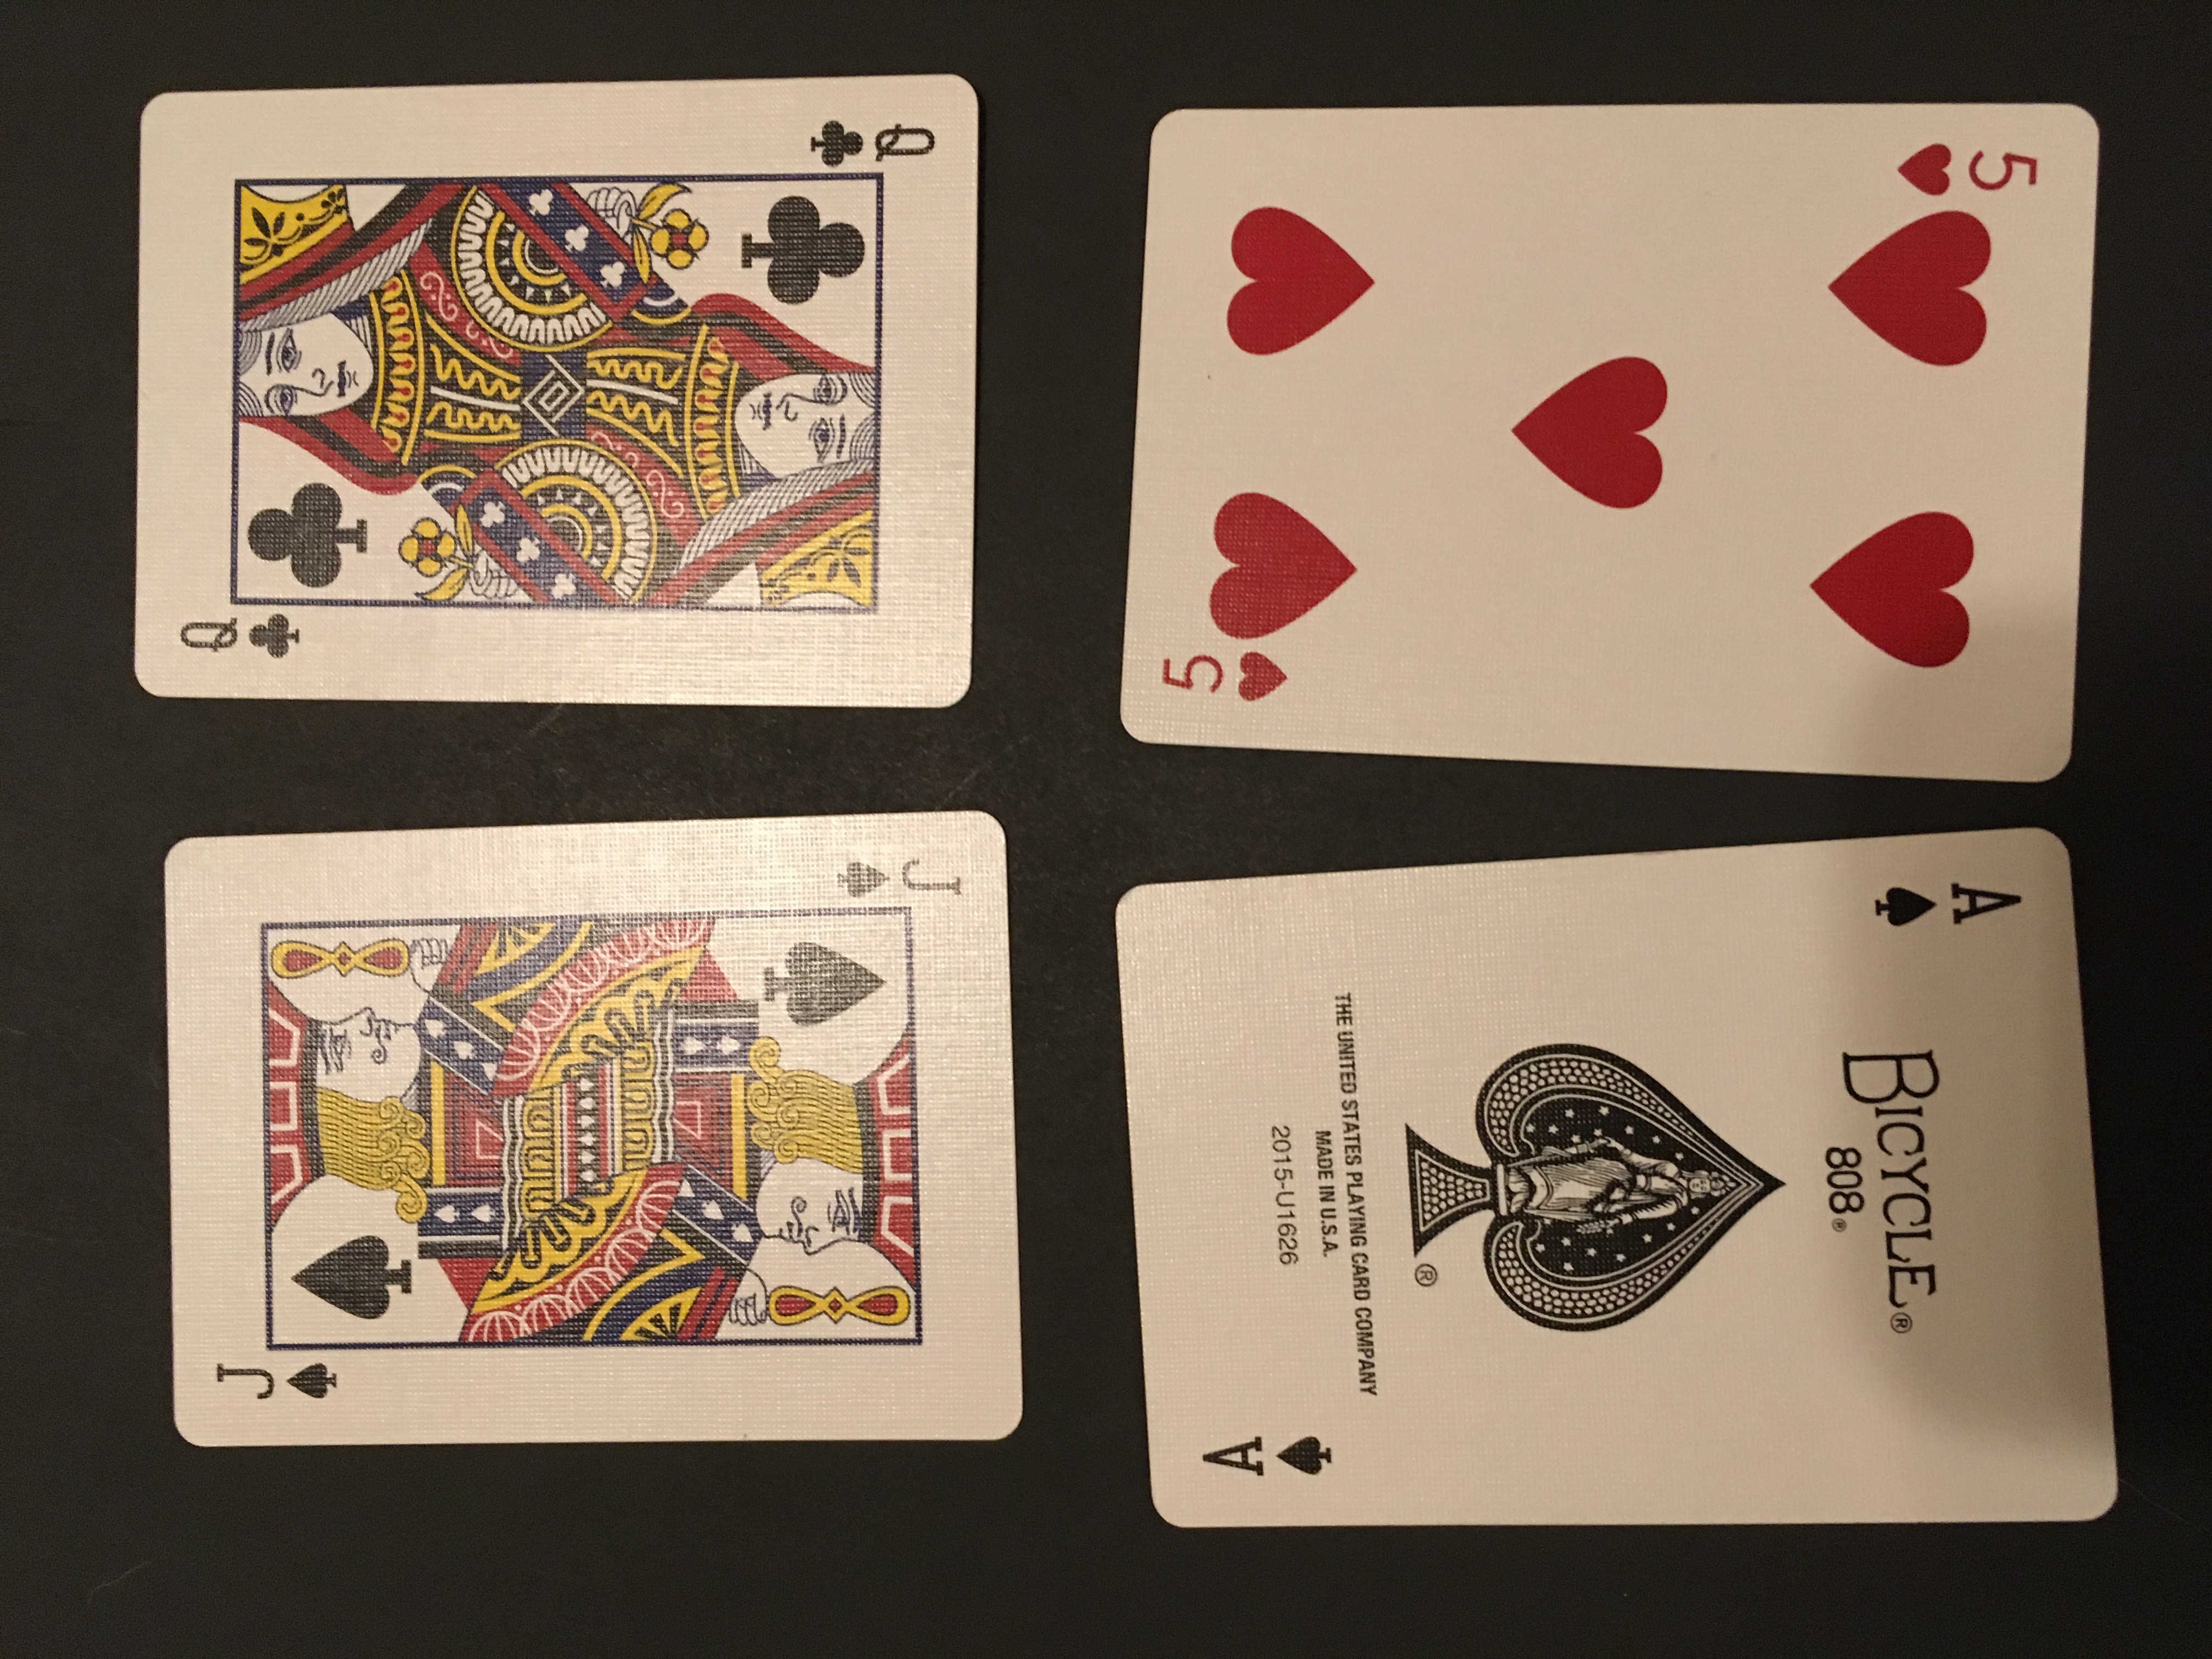 A
BICYCLE®
808®
®
THE UNITED STATES PLAYING CARD COMPANY
MADE IN U.S.A.
2015-U1626
A
J
J
5
5
Q
Q